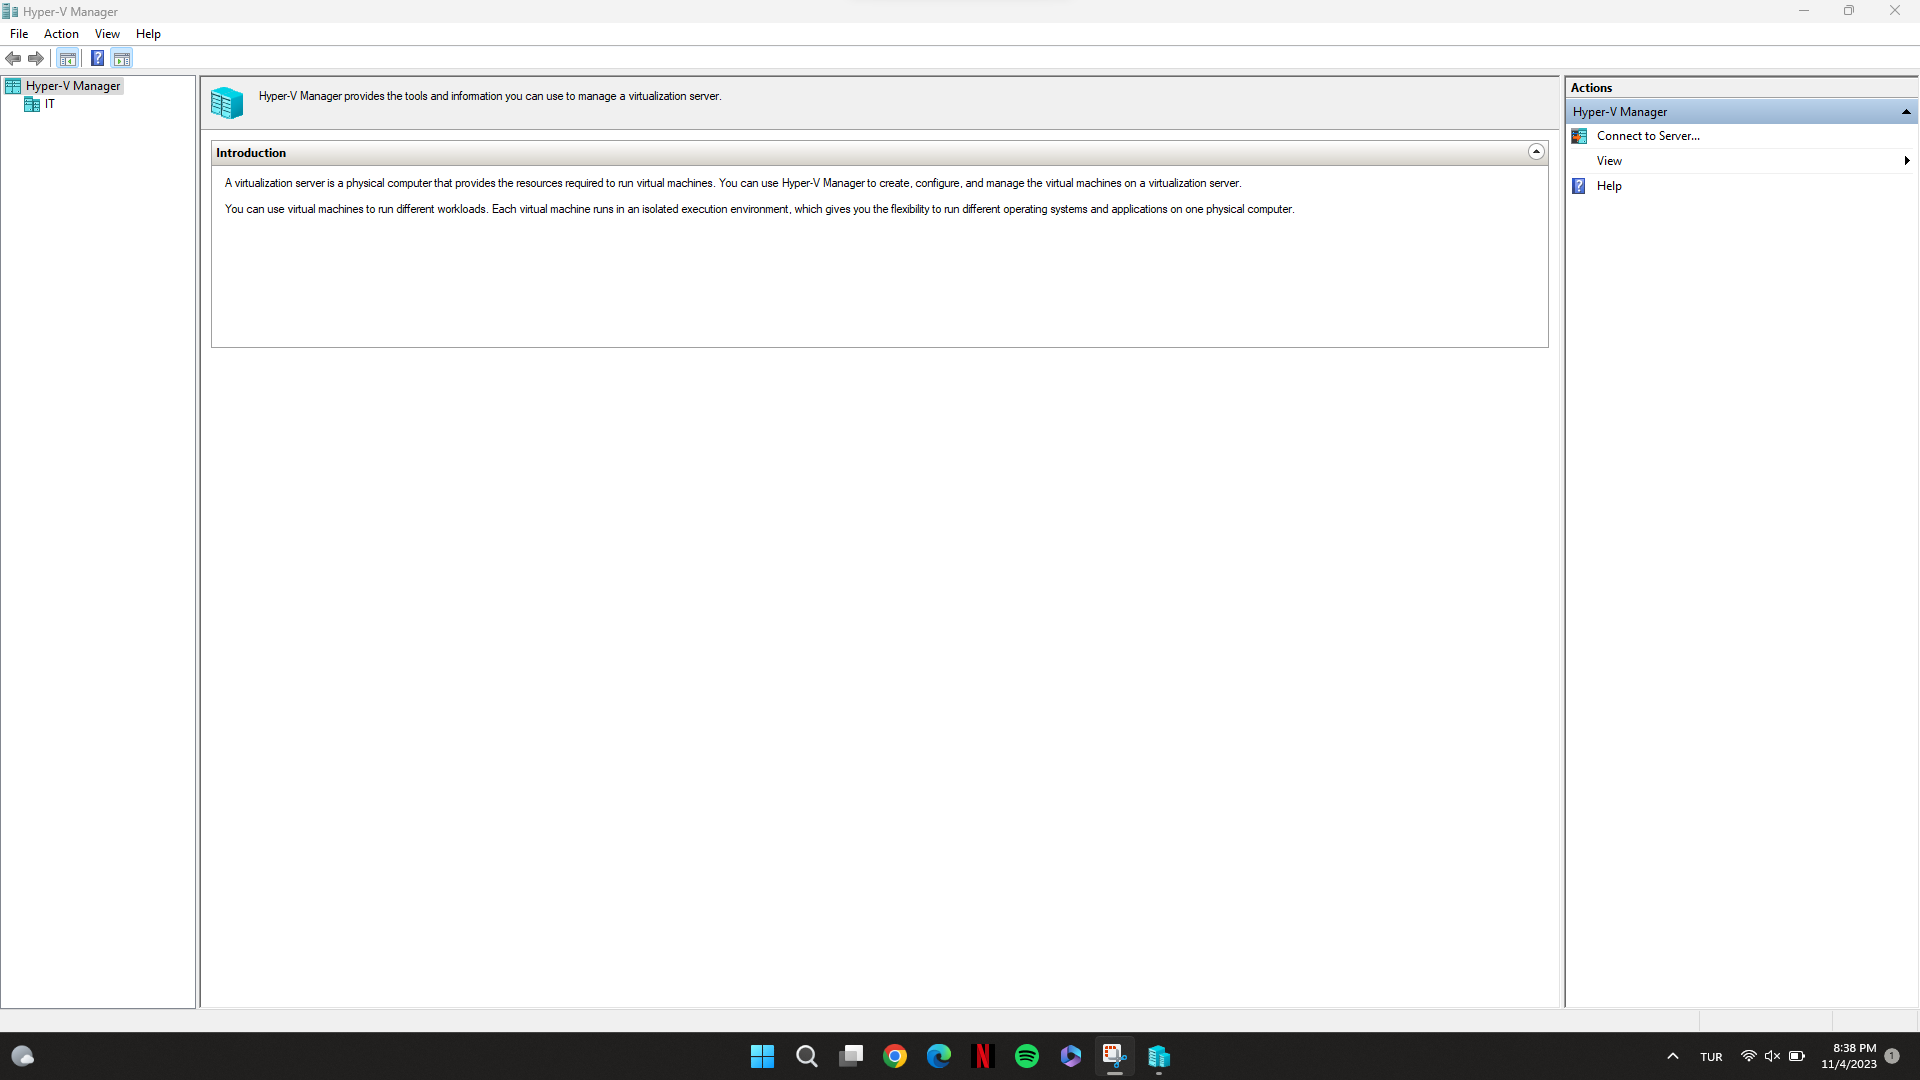 Hyper-V Manager
File Action View Help
Hyper-V Manager
IT
Hyper-V Manager provides the tools and information you can use to manage a virtualization server.
Introduction
A virtualization server is a physical computer that provides the resources required to run virtual machines. You can use Hyper-V Manager to create, configure, and manage the virtual machines on a virtualization server.
You can use virtual machines to run different workloads. Each virtual machine runs in an isolated execution environment, which gives you the flexibility to run different operating systems and applications on one physical computer.
Actions
Hyper-V Manager
Connect to Server...
View
Help
TUR
8:38 PM
11/4/2023
1